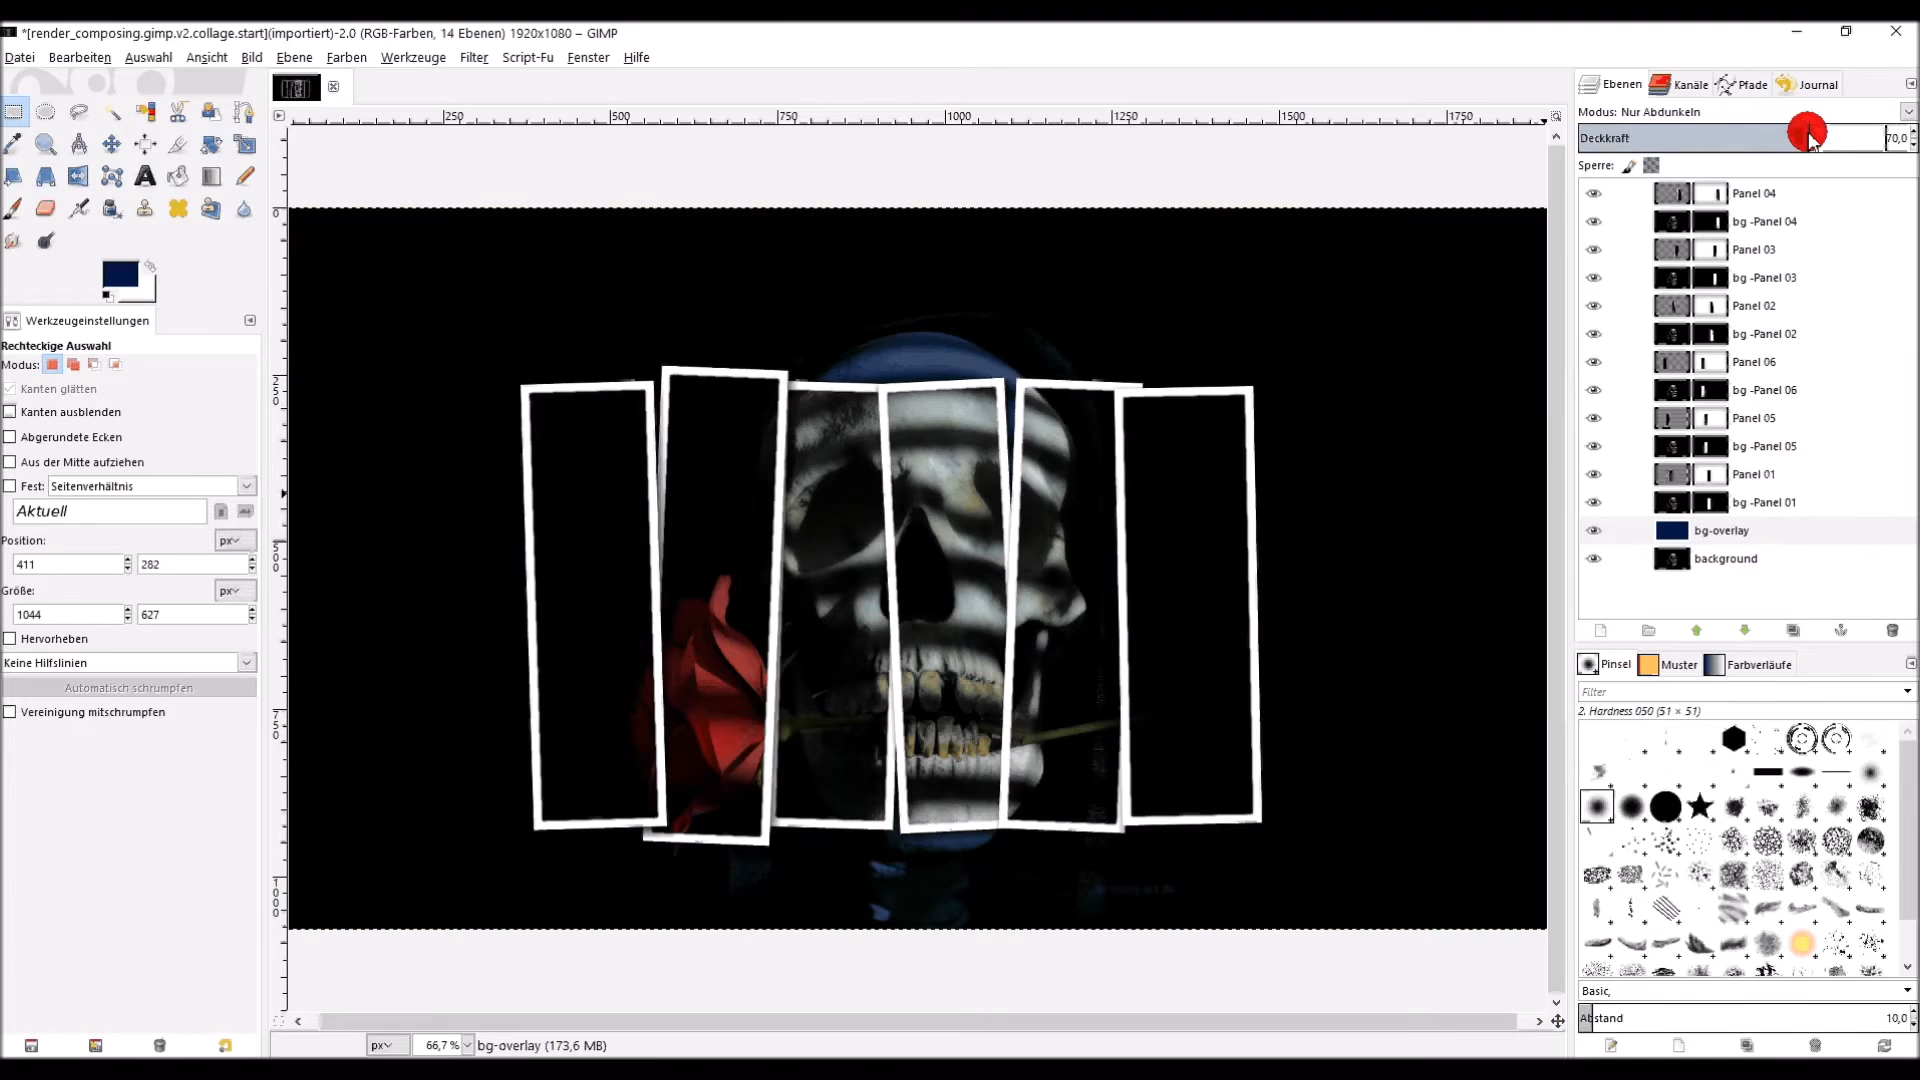 *[render_composing.gimp.v2.collage.start](importiert)-2.0 (RGB-Farben, 14 Ebenen) 1920x1080 – GIMP
Datei Bearbeiten Ansicht Auswahl Bild Ebene Farben Werkzeuge Filter Script-Fu Fenster Hilfe
250 500 750 1000 1250 1500 1750
0
250
500
750
1000
Werkzeugeinstellungen
Rechteckige Auswahl
Modus:
Kanten glätten
Kanten ausblenden
Abgerundete Ecken
Aus der Mitte aufziehen
Fest: Seitenverhältnis
Aktuell
Position: px
411 282
Größe: px
1044 627
Hervorheben
Keine Hilfslinien
Automatisch schrumpfen
Vereinigung mitschrumpfen
px 66,7 % bg-overlay (173,6 MB)
Ebenen Kanäle Pfade Journal
Modus: Nur Abdunkeln
Deckkraft 70,0
Sperre:
Panel 04
bg -Panel 04
Panel 03
bg -Panel 03
Panel 02
bg -Panel 02
Panel 06
bg -Panel 06
Panel 05
bg -Panel 05
Panel 01
bg -Panel 01
bg-overlay
background
Pinsel Muster Farbverläufe
Filter
2. Hardness 050 (51 × 51)
Basic,
Abstand 10,0